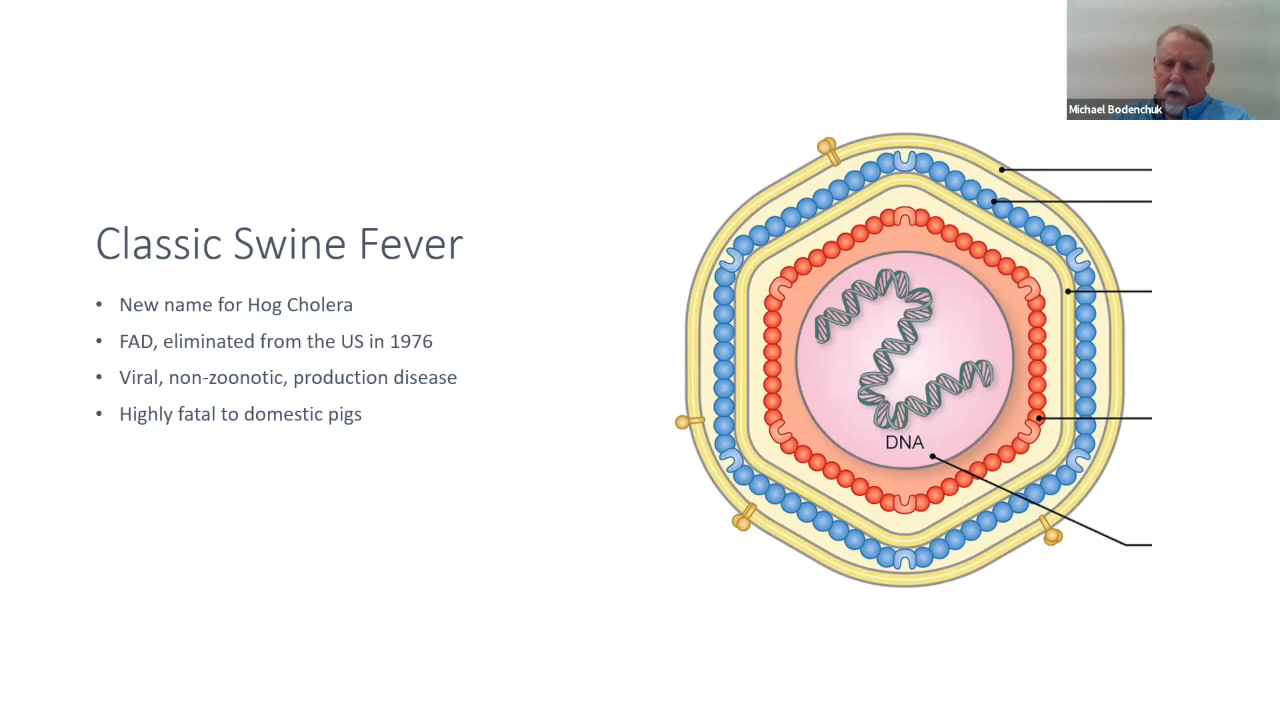 Michael Bodenchuk
Classic Swine Fever
• New name for Hog Cholera
• FAD, eliminated from the US in 1976
• Viral, non-zoonotic, production disease
• Highly fatal to domestic pigs
DNA